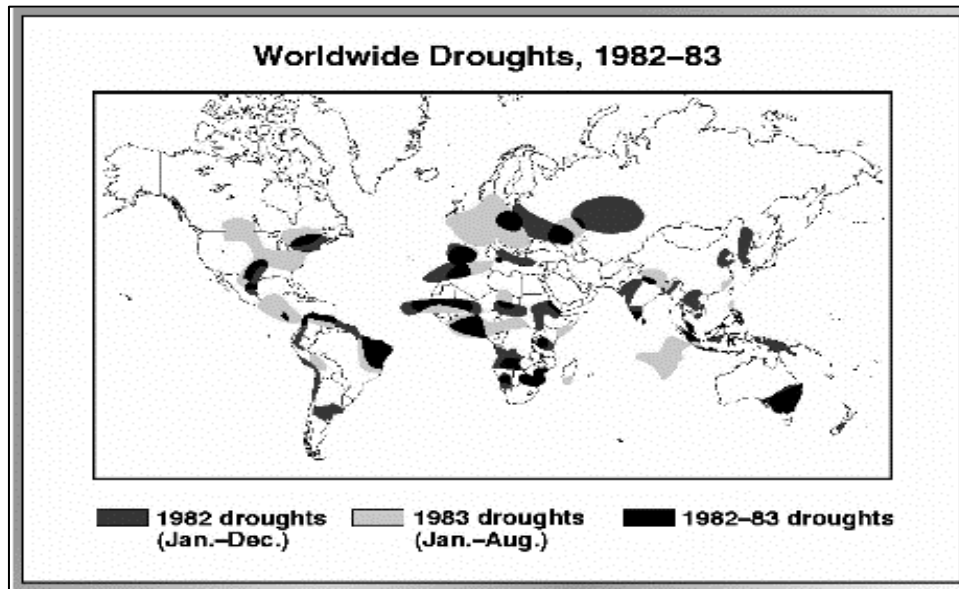 Worldwide Droughts, 1982–83
1982 droughts
(Jan.–Dec.)
1983 droughts
(Jan.–Aug.)
1982–83 droughts